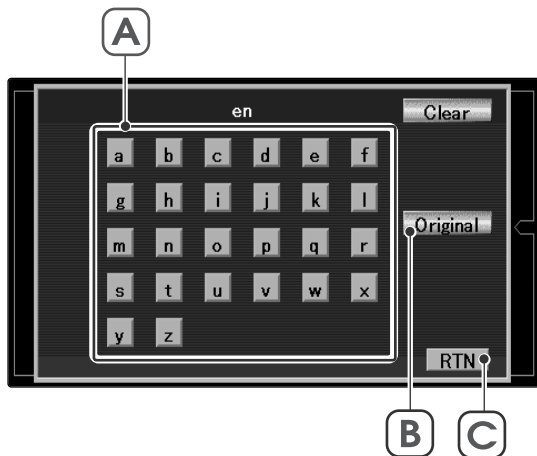 A
en Clear
a b c d e f
g h i j k l
Original
m n o p q r
s t u v w x
y z
RTN
B C